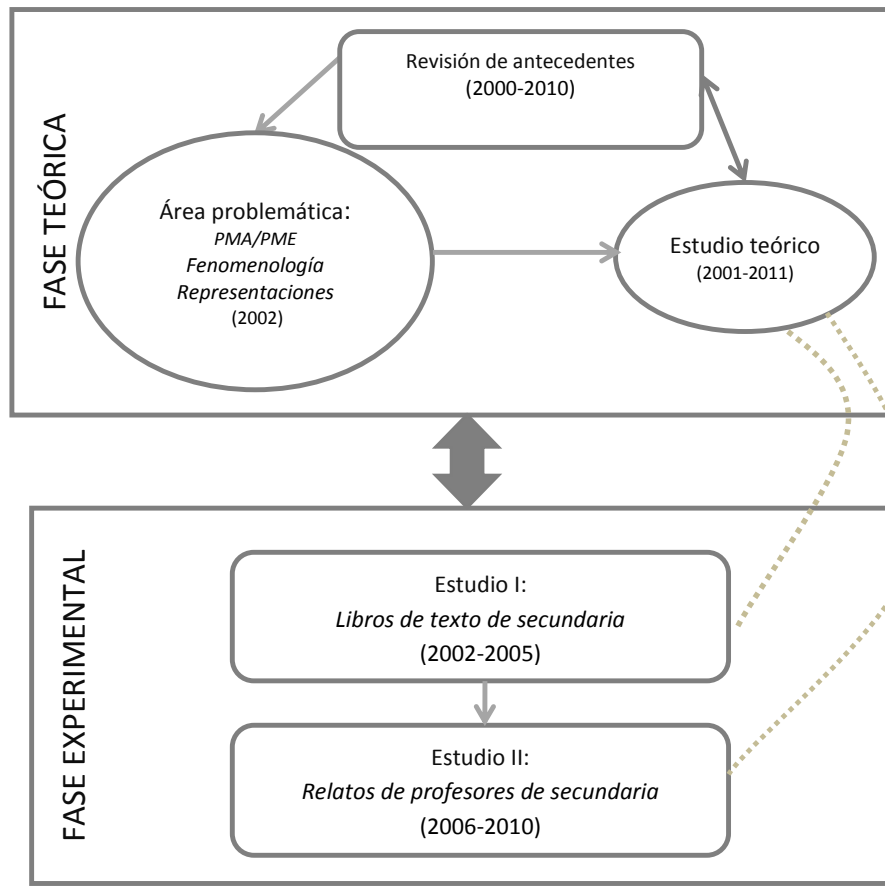 FASE TEÓRICA
Revisión de antecedentes
(2000-2010)
Área problemática:
PMA/PME
Fenomenología
Representaciones
(2002)
Estudio teórico
(2001-2011)
FASE EXPERIMENTAL
Estudio I:
Libros de texto de secundaria
(2002-2005)
Estudio II:
Relatos de profesores de secundaria
(2006-2010)